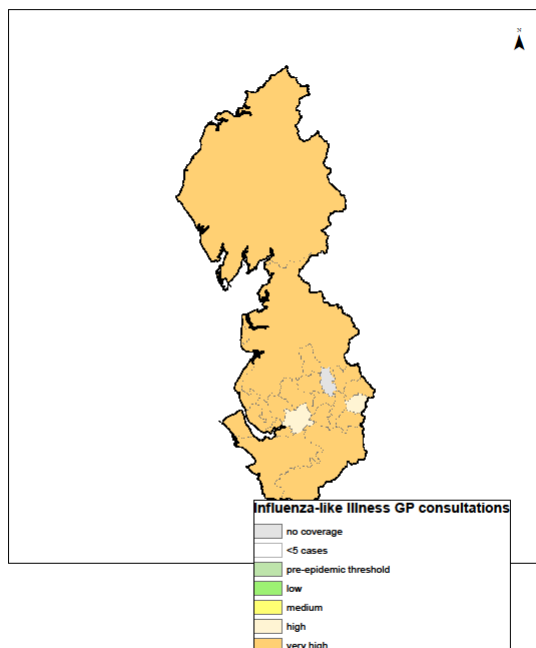 N
Influenza-like Illness GP consultations
no coverage
<5 cases
pre-epidemic threshold
low
medium
high
very high